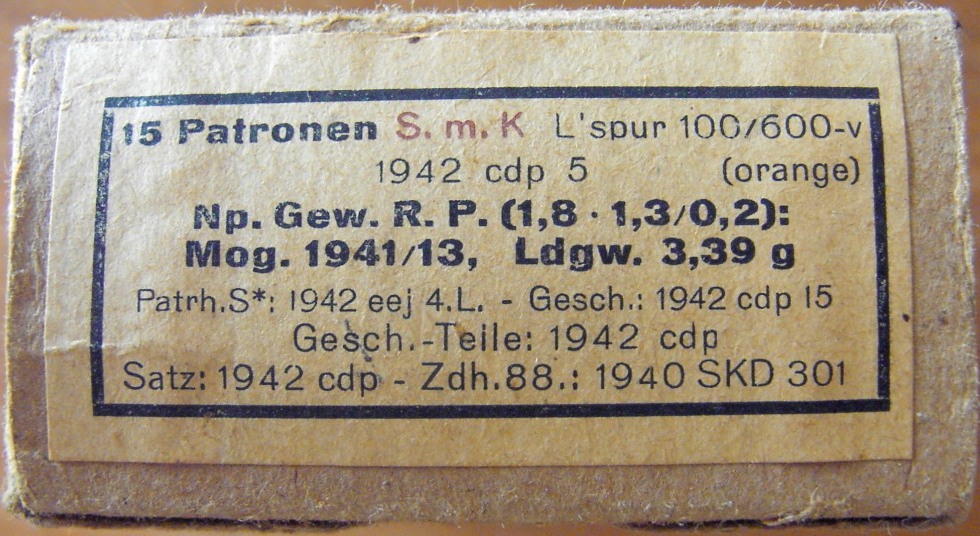 15 Patronen S. m. K L'spur 100/600-v
1942 cdp 5 (orange)
Np. Gew. R. P. (1,8 · 1,3/0,2):
Mog. 1941/13, Ldgw. 3,39 g
Patrh.S*: 1942 eej 4.L. - Gesch.: 1942 cdp 15
Gesch.-Teile: 1942 cdp
Satz: 1942 cdp - Zdh.88.: 1940 SKD 301